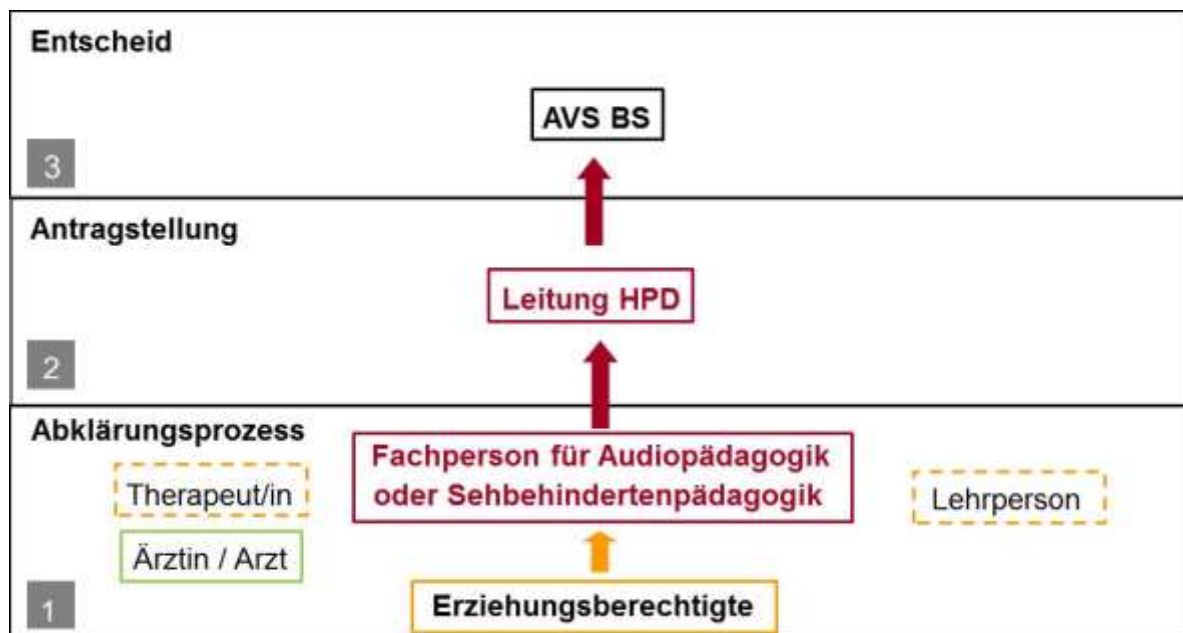 Entscheid
AVS BS
3
Antragstellung
Leitung HPD
2
Abklärungsprozess
Fachperson für Audiopädagogik
oder Sehbehindertenpädagogik
Therapeut/in
Lehrperson
Ärztin / Arzt
Erziehungsberechtigte
1